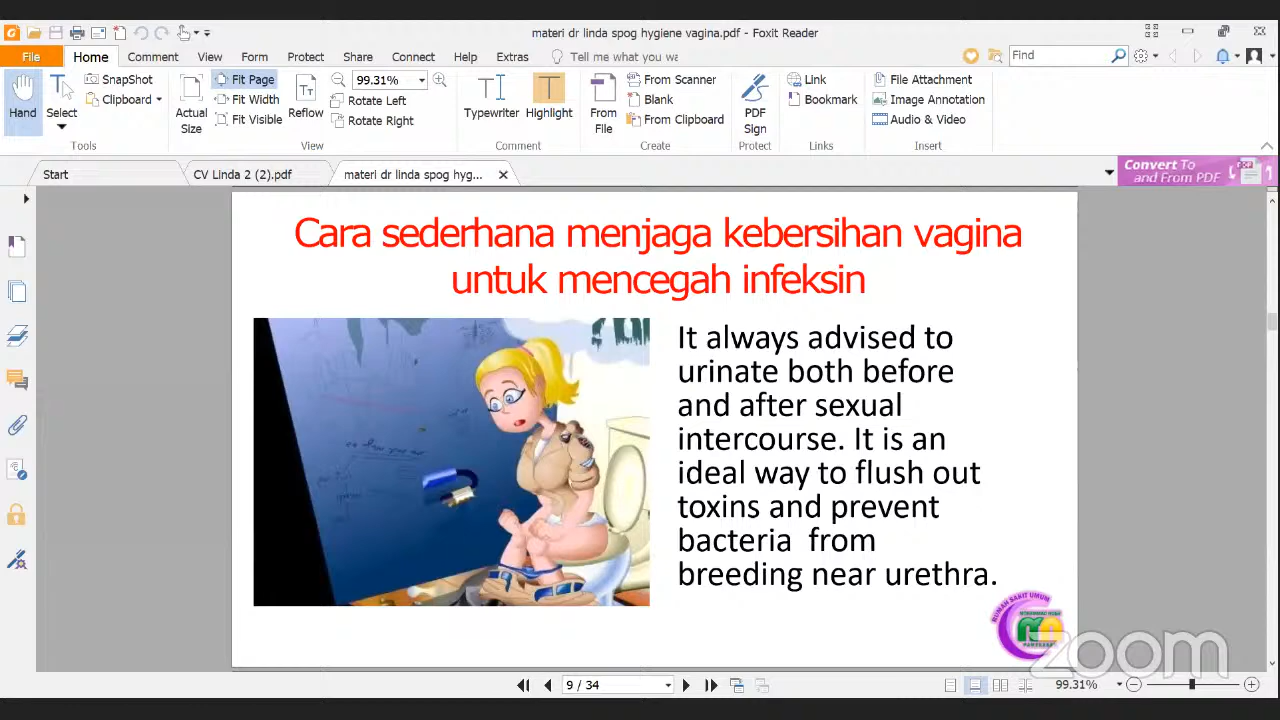 materi dr linda spog hygiene vagina.pdf - Foxit Reader
File Home Comment View Form Protect Share Connect Help Extras Tell me what you wa Find
SnapShot Fit Page 99.31% From Scanner Link File Attachment
Clipboard Fit Width Rotate Left Blank Bookmark Image Annotation
Hand Select Actual Size Fit Visible Reflow Rotate Right Typewriter Highlight From File From Clipboard PDF Sign Audio & Video
Tools View Comment Create Protect Links Insert
Start CV Linda 2 (2).pdf materi dr linda spog hyg... Convert To
and From PDF
Cara sederhana menjaga kebersihan vagina
untuk mencegah infeksin
It always advised to
urinate both before
and after sexual
intercourse. It is an
ideal way to flush out
toxins and prevent
bacteria from
breeding near urethra.
RUMAH SAKIT UMUM
zoom
9 / 34 99.31%